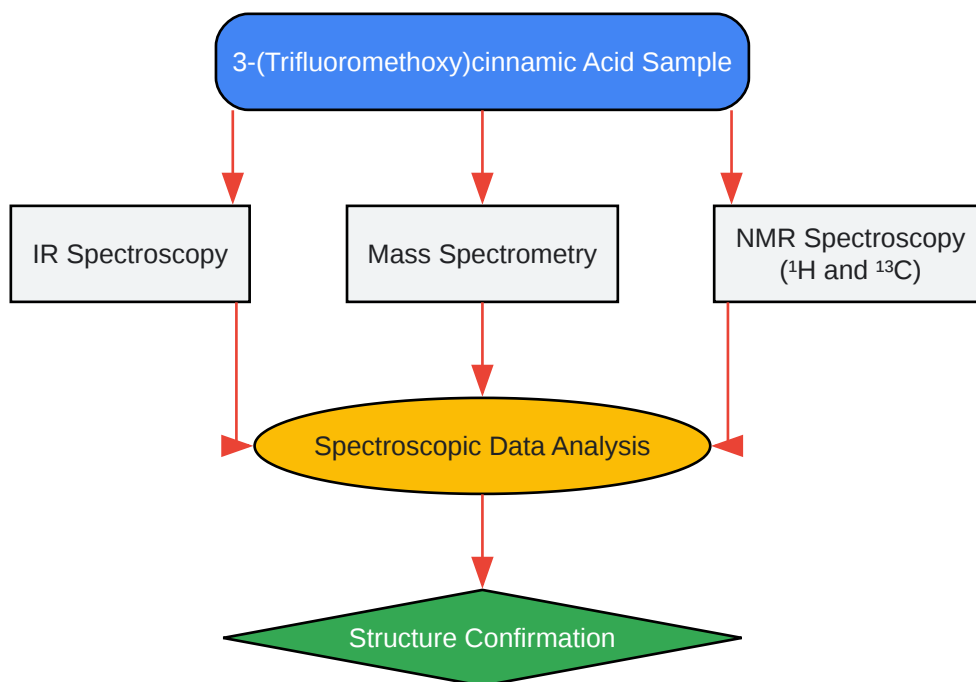 3-(Trifluoromethoxy)cinnamic Acid Sample
IR Spectroscopy
Mass Spectrometry
NMR Spectroscopy
(¹H and ¹³C)
Spectroscopic Data Analysis
Structure Confirmation